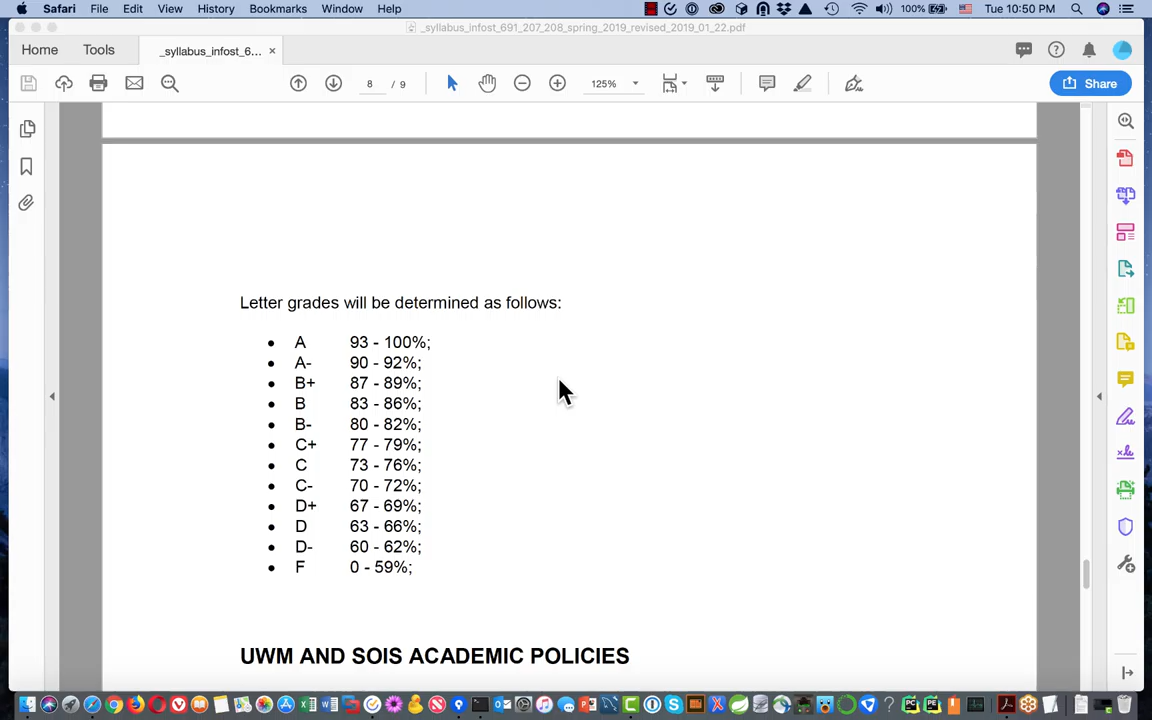 Safari File Edit View History Bookmarks Window Help 100% Tue 10:50 PM
_syllabus_infost_691_207_208_spring_2019_revised_2019_01_22.pdf
Home Tools _syllabus_infost_6... ×
8 / 9 125% Share
Letter grades will be determined as follows:
• A 93 - 100%;
• A- 90 - 92%;
• B+ 87 - 89%;
• B 83 - 86%;
• B- 80 - 82%;
• C+ 77 - 79%;
• C 73 - 76%;
• C- 70 - 72%;
• D+ 67 - 69%;
• D 63 - 66%;
• D- 60 - 62%;
• F 0 - 59%;
UWM AND SOIS ACADEMIC POLICIES